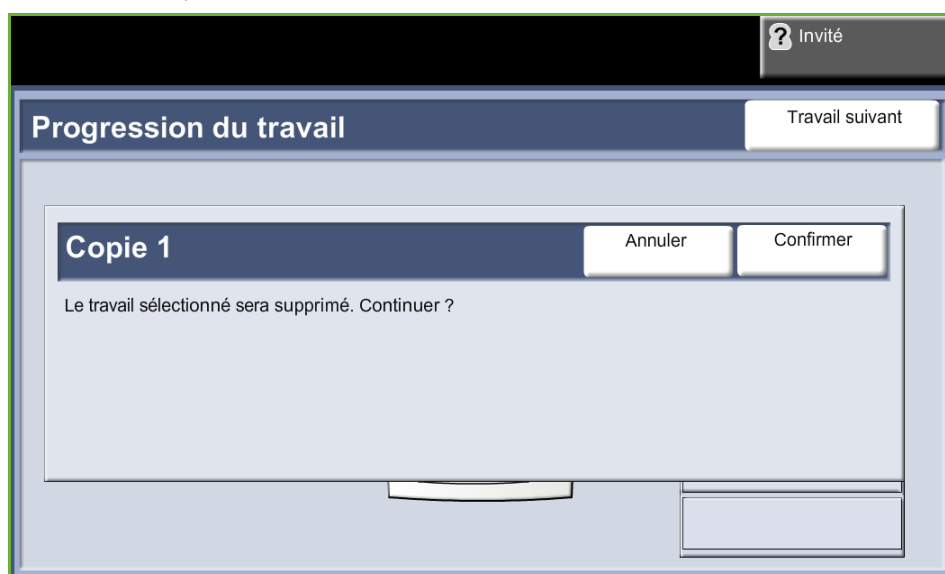 Invité
Progression du travail
Travail suivant
Copie 1
Annuler
Confirmer
Le travail sélectionné sera supprimé. Continuer ?